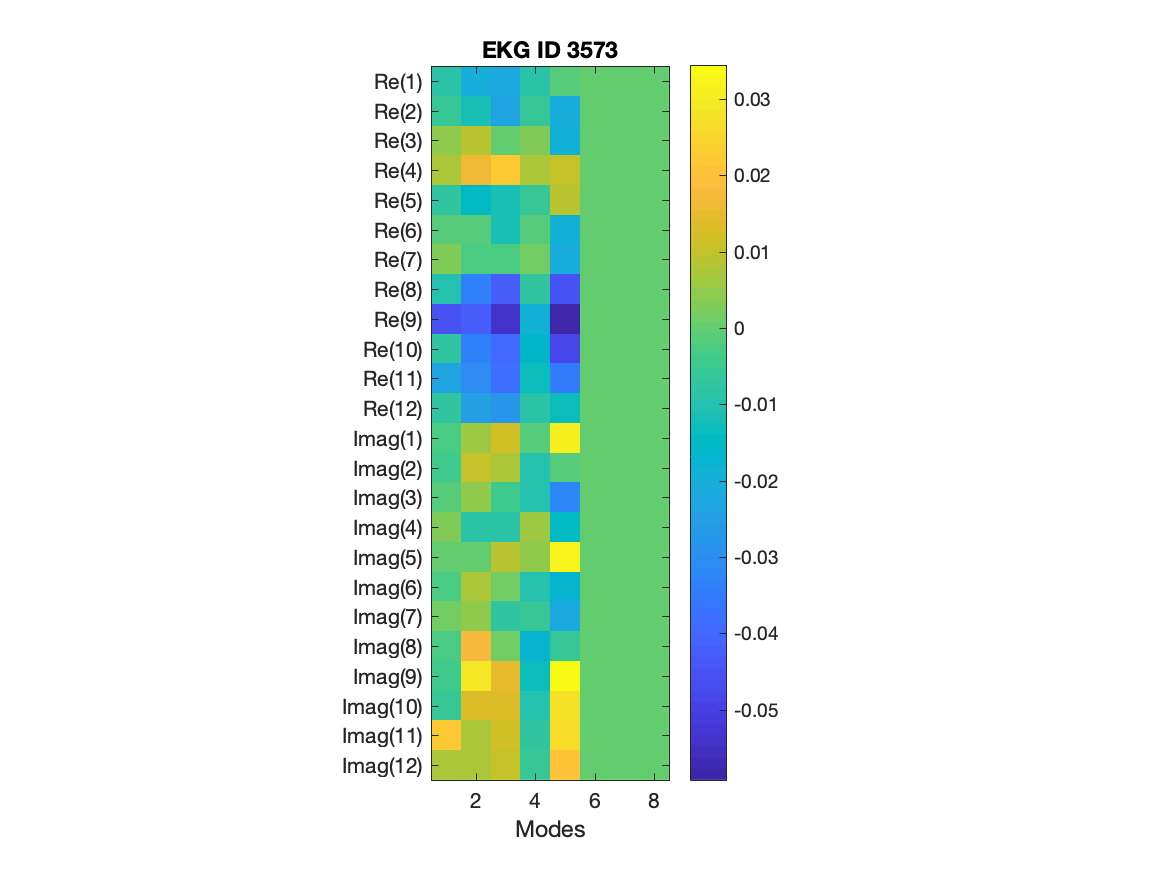 EKG ID 3573
Re(1)
Re(2)
Re(3)
Re(4)
Re(5)
Re(6)
Re(7)
Re(8)
Re(9)
Re(10)
Re(11)
Re(12)
Imag(1)
Imag(2)
Imag(3)
Imag(4)
Imag(5)
Imag(6)
Imag(7)
Imag(8)
Imag(9)
Imag(10)
Imag(11)
Imag(12)
2 4 6 8
Modes
0.03
0.02
0.01
0
-0.01
-0.02
-0.03
-0.04
-0.05